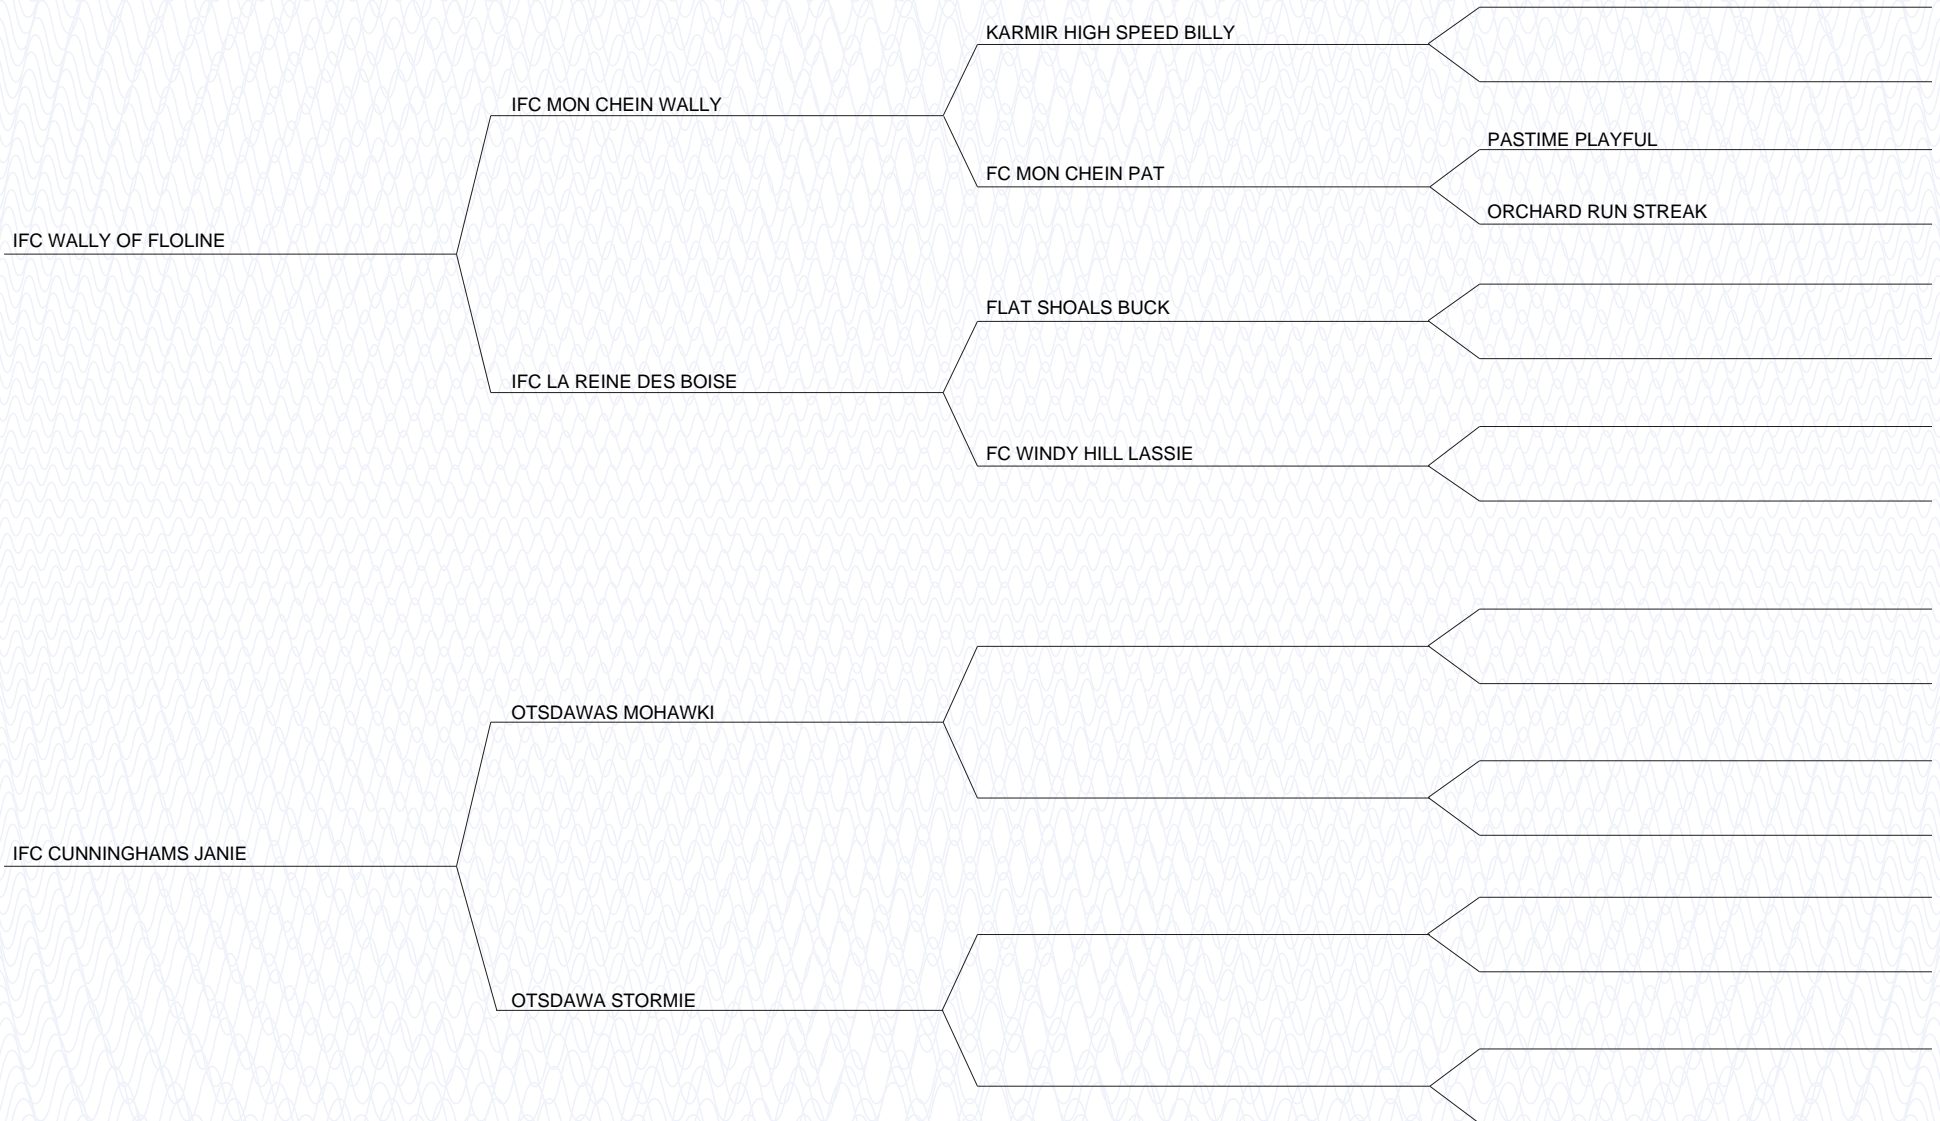 KARMIR HIGH SPEED BILLY
IFC MON CHEIN WALLY
PASTIME PLAYFUL
FC MON CHEIN PAT
ORCHARD RUN STREAK
IFC WALLY OF FLOLINE
FLAT SHOALS BUCK
IFC LA REINE DES BOISE
FC WINDY HILL LASSIE
OTSDAWAS MOHAWKI
IFC CUNNINGHAMS JANIE
OTSDAWA STORMIE